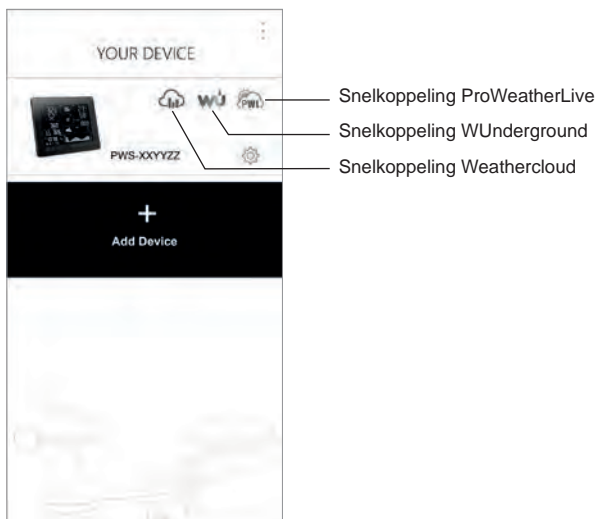 YOUR DEVICE
WU PWL
PWS-XXYYZZ
+
Add Device
Snelkoppeling ProWeatherLive
Snelkoppeling WUnderground
Snelkoppeling Weathercloud